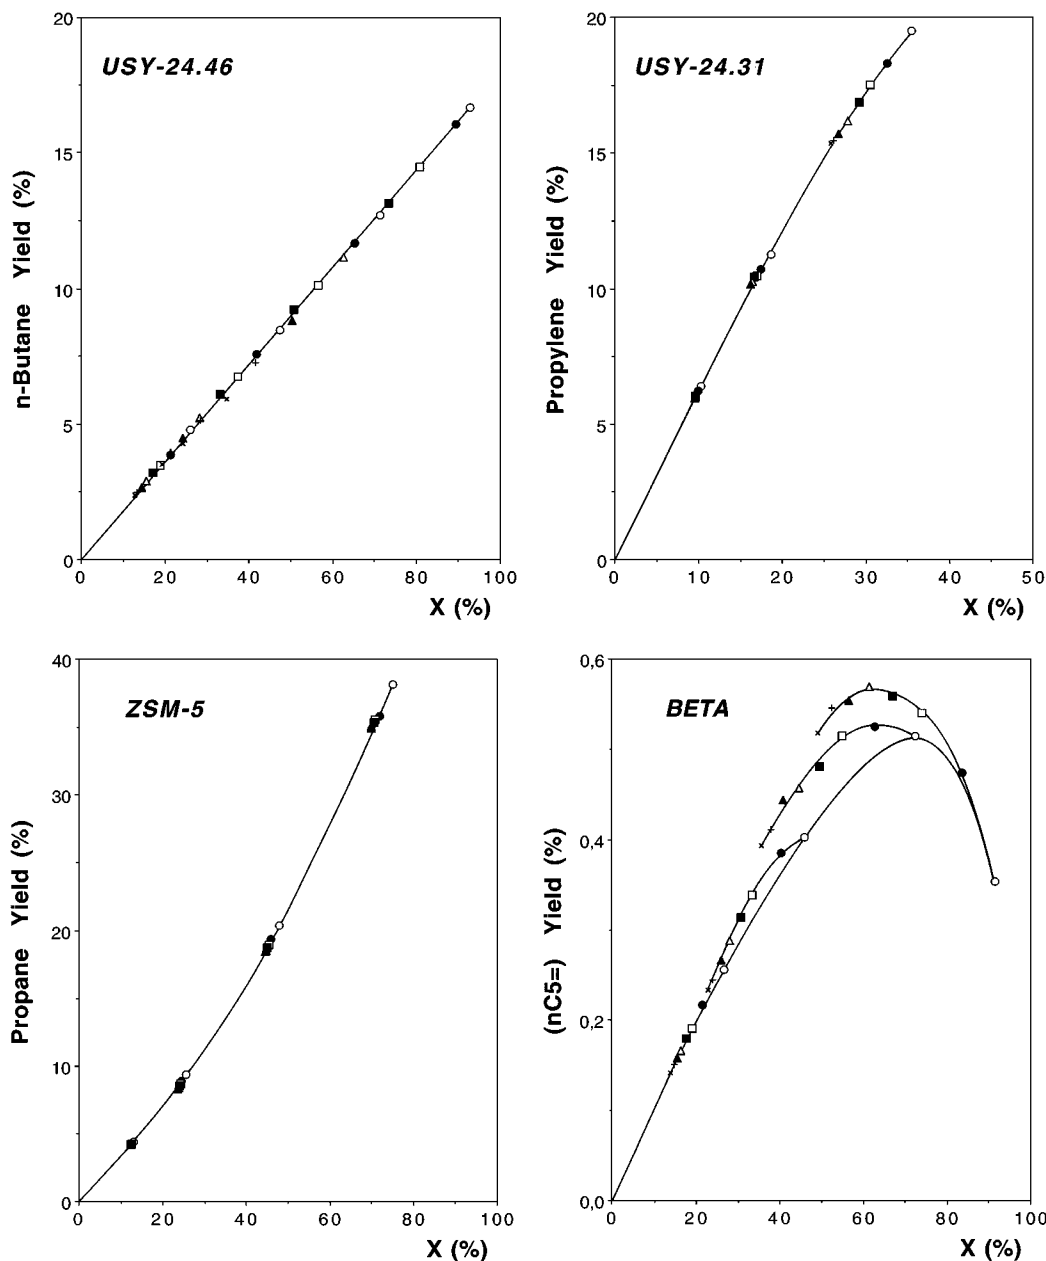 USY-24.46
n-Butane Yield (%)
20
15
10
5
0
0 20 40 60 80 100
X (%)
USY-24.31
Propylene Yield (%)
20
15
10
5
0
0 10 20 30 40 50
X (%)
ZSM-5
Propane Yield (%)
40
30
20
10
0
0 20 40 60 80 100
X (%)
BETA
(nC5=) Yield (%)
0,6
0,4
0,2
0,0
0 20 40 60 80 100
X (%)